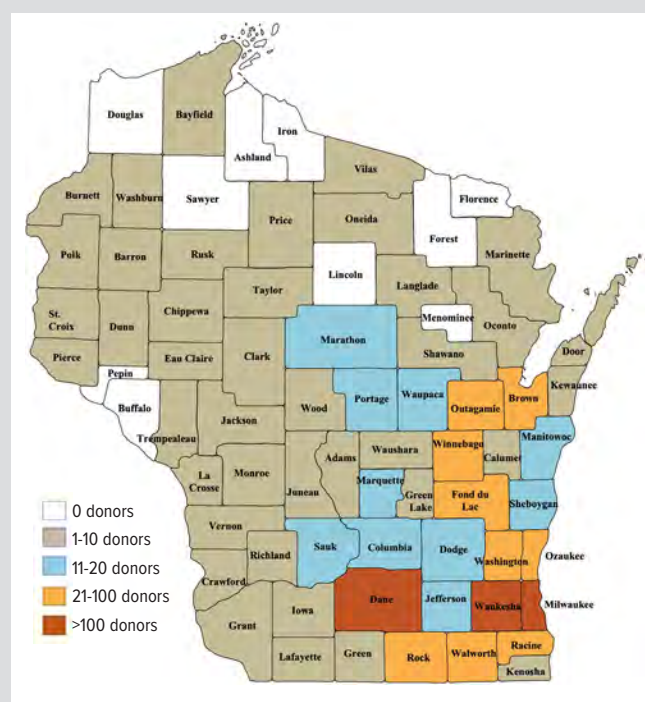 Douglas
Bayfield
Iron
Ashland
Vilas
Florence
Burnett
Washburn
Sawyer
Price
Oneida
Forest
Marinette
Polk
Barron
Rusk
Lincoln
Langlade
Taylor
Chippewa
Menominee
Oconto
St.
Croix
Dunn
Marathon
Door
Pierce
Eau Claire
Clark
Shawano
Pepin
Kewaunee
Buffalo
Portage
Waupaca
Brown
Outagamie
Wood
Trempealeau
Jackson
Manitowoc
Adams
Waushara
Winnebago
Calumet
La
Crosse
Monroe
Juneau
Marquette
Green
Lake
Fond du
Lac
Sheboygan
0 donors
1-10 donors
11-20 donors
21-100 donors
>100 donors
Vernon
Richland
Sauk
Columbia
Dodge
Washington
Ozaukee
Crawford
Iowa
Dane
Jefferson
Waukesha
Milwaukee
Grant
Lafayette
Green
Rock
Walworth
Racine
Kenosha